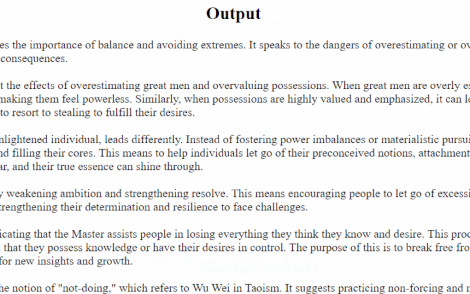 Output
es the importance of balance and avoiding extremes. It speaks to the dangers of overestimating or ov
consequences.
t the effects of overestimating great men and overvaluing possessions. When great men are overly es
making them feel powerless. Similarly, when possessions are highly valued and emphasized, it can le
to resort to stealing to fulfill their desires.
nlightened individual, leads differently. Instead of fostering power imbalances or materialistic pursui
nd filling their cores. This means to help individuals let go of their preconceived notions, attachment
ar, and their true essence can shine through.
y weakening ambition and strengthening resolve. This means encouraging people to let go of excessi
trengthening their determination and resilience to face challenges.
icating that the Master assists people in losing everything they think they know and desire. This proc
that they possess knowledge or have their desires in control. The purpose of this is to break free fro
for new insights and growth.
he notion of "not-doing," which refers to Wu Wei in Taoism. It suggests practicing non-forcing and